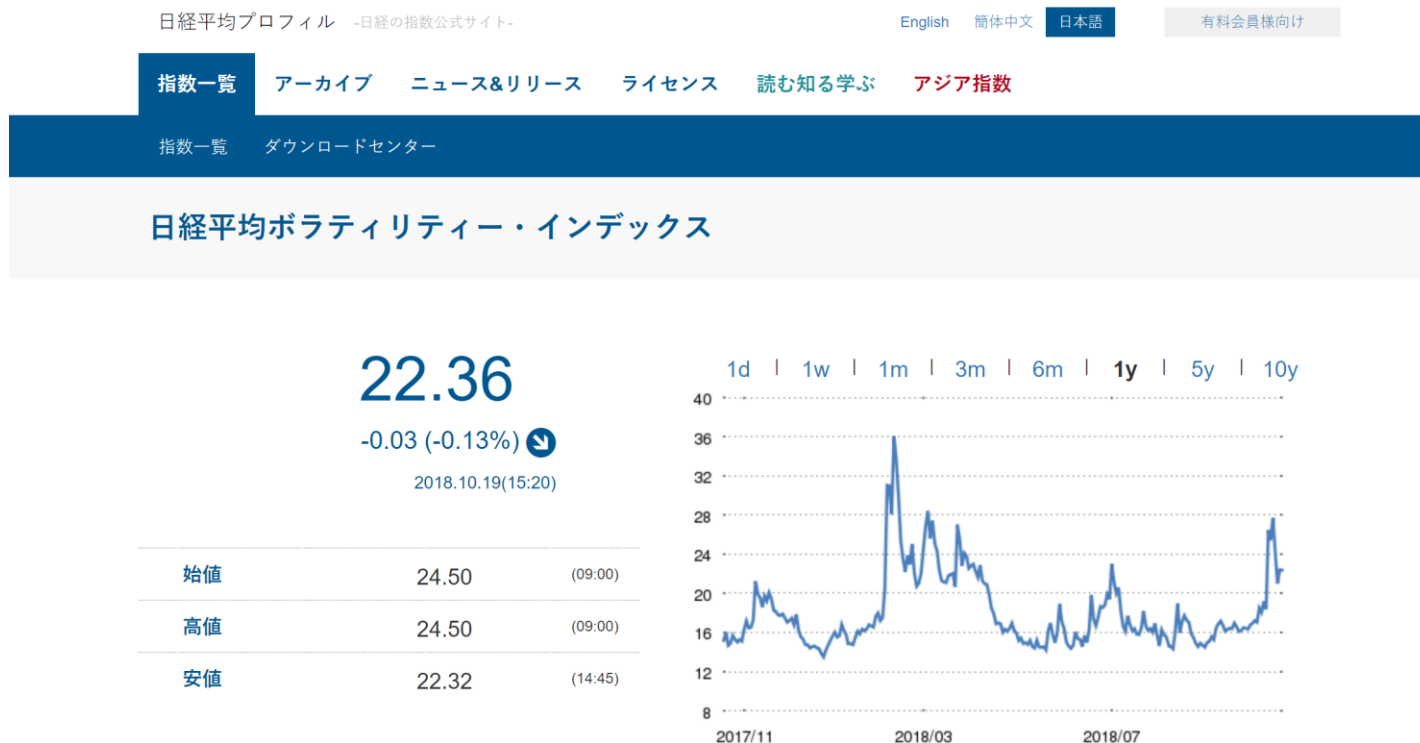 日経平均プロフィル -日経の指数公式サイト- English 簡体中文 日本語 有料会員様向け
指数一覧 アーカイブ ニュース&リリース ライセンス 読む知る学ぶ アジア指数
指数一覧 ダウンロードセンター
日経平均ボラティリティー・インデックス
22.36
-0.03 (-0.13%)
2018.10.19(15:20)
始値 24.50 (09:00)
高値 24.50 (09:00)
安値 22.32 (14:45)
1d | 1w | 1m | 3m | 6m | 1y | 5y | 10y
40
36
32
28
24
20
16
12
8
2017/11 2018/03 2018/07